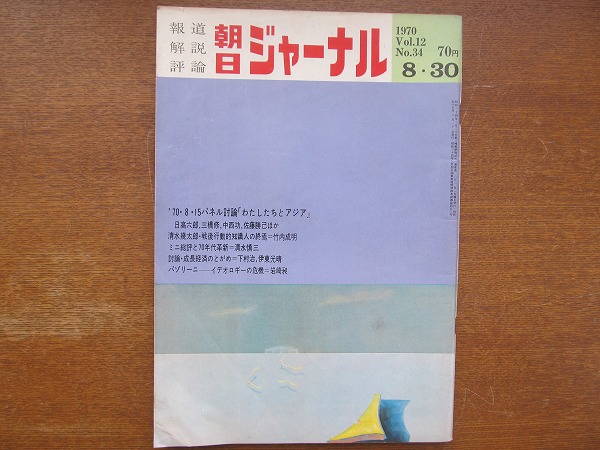 報道
解説
評論
朝日ジャーナル
1970
Vol.12
No.34
70円
8・30
'70・8・15パネル討論「わたしたちとアジア」
日高六郎,三橋修,中西功,佐藤勝巳ほか
清水幾太郎・戦後行動的知識人の終焉=竹内成明
ミニ総評と70年代革新=清水慎三
討論・成長経済のとがめ=下村治,伊東光晴
パゾリーニ――イデオロギーの危機=岩崎昶